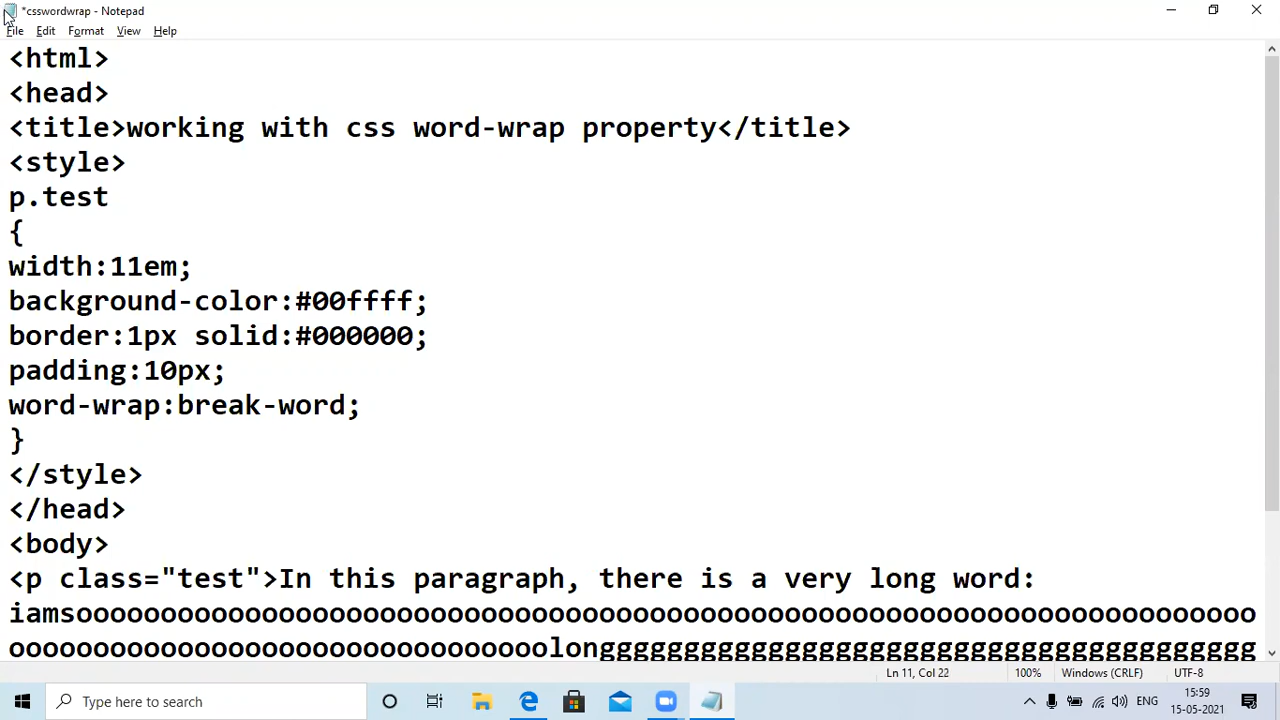 *csswordwrap - Notepad
File Edit Format View Help
<html>
<head>
<title>working with css word-wrap property</title>
<style>
p.test
{
width:11em;
background-color:#00ffff;
border:1px solid:#000000;
padding:10px;
word-wrap:break-word;
}
</style>
</head>
<body>
<p class="test">In this paragraph, there is a very long word:
iamsoooooooooooooooooooooooooooooooooooooooooooooooooooooooooooooooooooooo
oooooooooooooooooooooooooooooooolonggggggggggggggggggggggggggggggggggggggg
Ln 11, Col 22 100% Windows (CRLF) UTF-8
Type here to search
ENG
15:59
15-05-2021